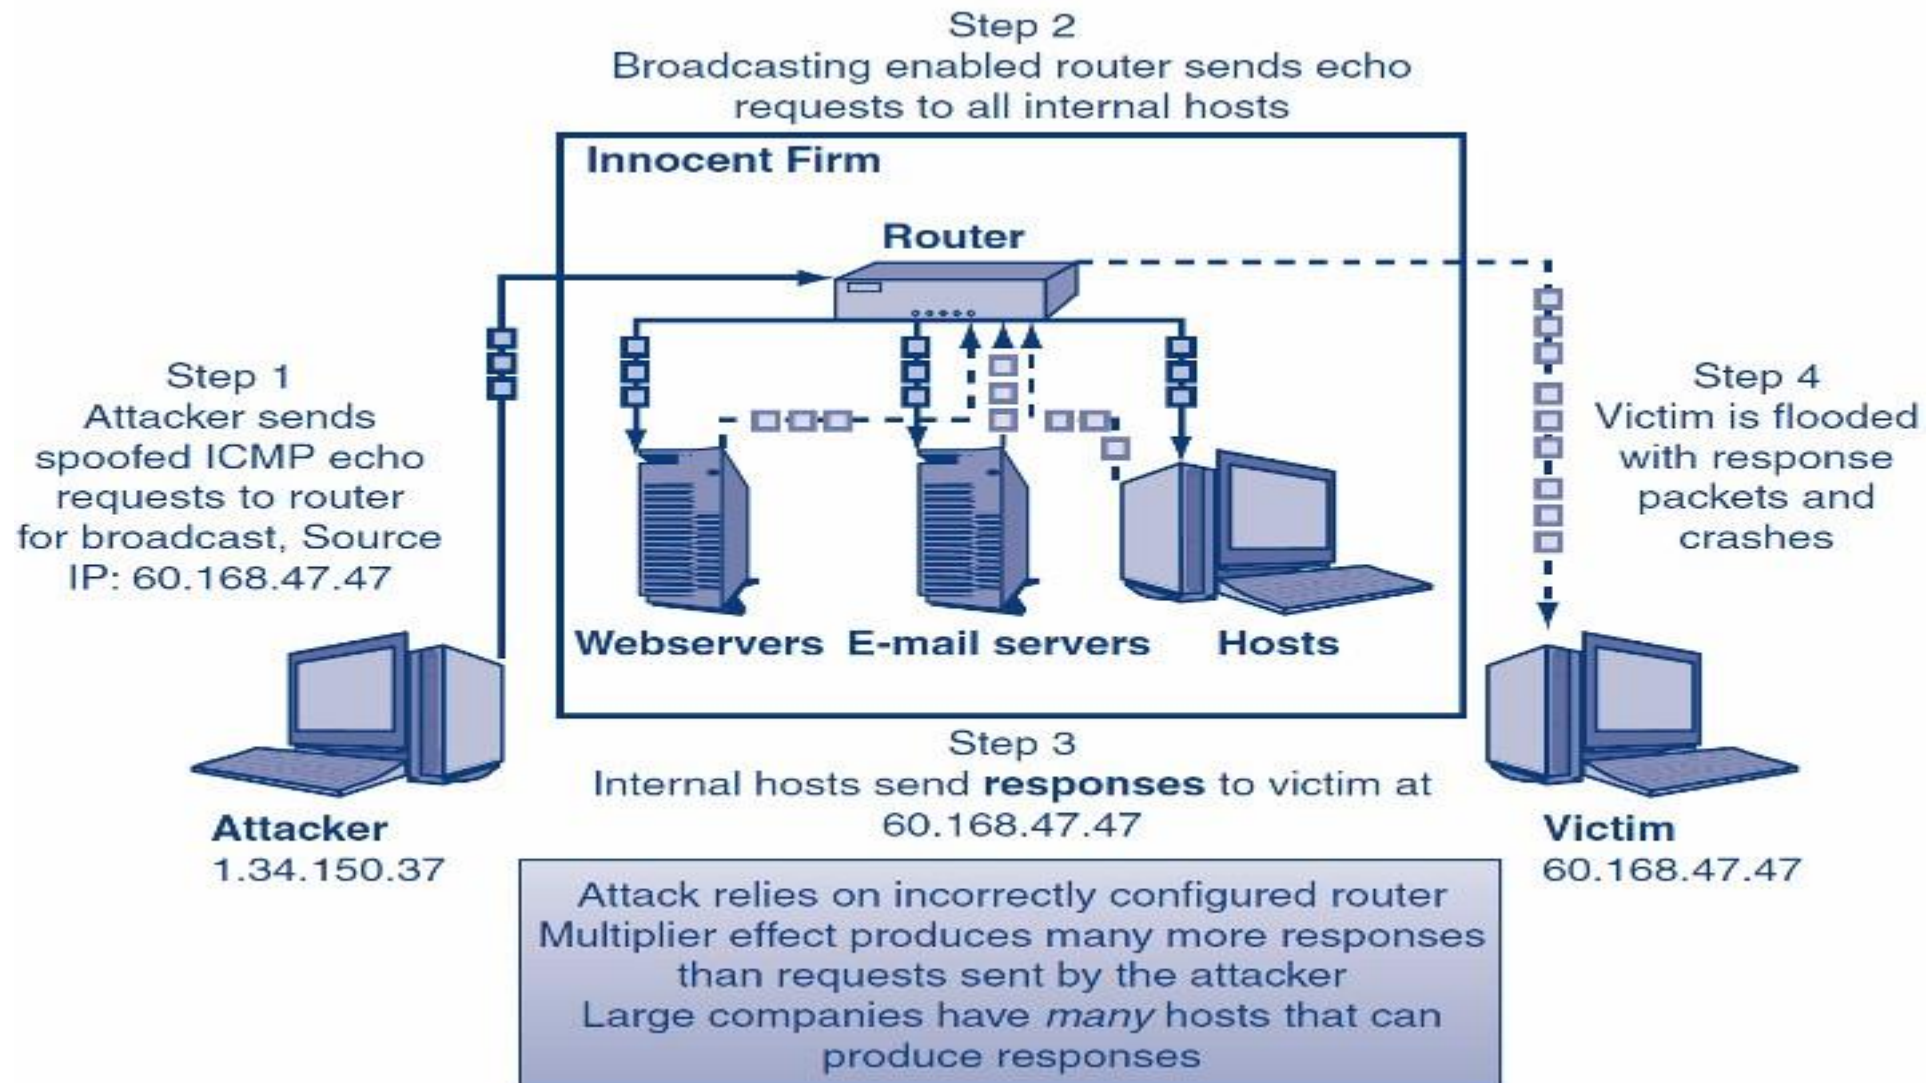 Step 2
Broadcasting enabled router sends echo
requests to all internal hosts
Innocent Firm
Router
Step 1
Attacker sends
spoofed ICMP echo
requests to router
for broadcast, Source
IP: 60.168.47.47
Step 4
Victim is flooded
with response
packets and
crashes
Webservers
E-mail servers
Hosts
Step 3
Internal hosts send responses to victim at
60.168.47.47
Attacker
1.34.150.37
Victim
60.168.47.47
Attack relies on incorrectly configured router
Multiplier effect produces many more responses
than requests sent by the attacker
Large companies have many hosts that can
produce responses